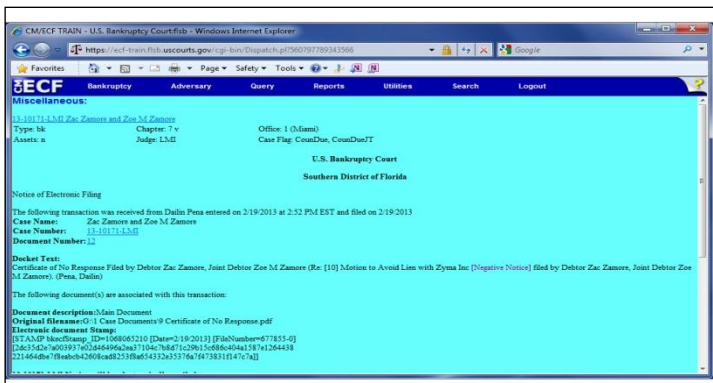 CM/ECF TRAIN - U.S. Bankruptcy Court:flsb - Windows Internet Explorer
https://ecf-train.flsb.uscourts.gov/cgi-bin/Dispatch.pl?560797789343566
Google
Favorites Page Safety Tools
ECF Bankruptcy Adversary Query Reports Utilities Search Logout
Miscellaneous:
13-10171-LMI Zac Zamore and Zoe M Zamore
Type: bk Chapter: 7 v Office: 1 (Miami)
Assets: n Judge: LMI Case Flag: CounDue, CounDueJT
U.S. Bankruptcy Court
Southern District of Florida
Notice of Electronic Filing
The following transaction was received from Dailin Pena entered on 2/19/2013 at 2:52 PM EST and filed on 2/19/2013
Case Name: Zac Zamore and Zoe M Zamore
Case Number: 13-10171-LMI
Document Number: 12
Docket Text:
Certificate of No Response Filed by Debtor Zac Zamore, Joint Debtor Zoe M Zamore (Re: [10] Motion to Avoid Lien with Zyma Inc [Negative Notice] filed by Debtor Zac Zamore, Joint Debtor Zoe
M Zamore). (Pena, Dailin)
The following document(s) are associated with this transaction:
Document description:Main Document
Original filename:G:\1 Case Documents\9 Certificate of No Response.pdf
Electronic document Stamp:
[STAMP bkecfStamp_ID=1068065210 [Date=2/19/2013] [FileNumber=677855-0]